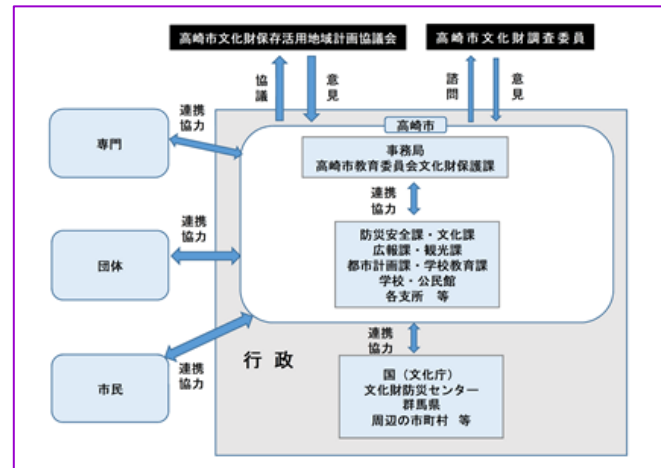 高崎市文化財保存活用地域計画協議会
高崎市文化財調査委員
協議
意見
諮問
意見
連携
協力
専門
高崎市
事務局
高崎市教育委員会文化財保護課
連携
協力
連携
協力
団体
防災安全課・文化課
広報課・観光課
都市計画課・学校教育課
学校・公民館
各支所 等
連携
協力
市民
行政
連携
協力
国（文化庁）
文化財防災センター
群馬県
周辺の市町村 等